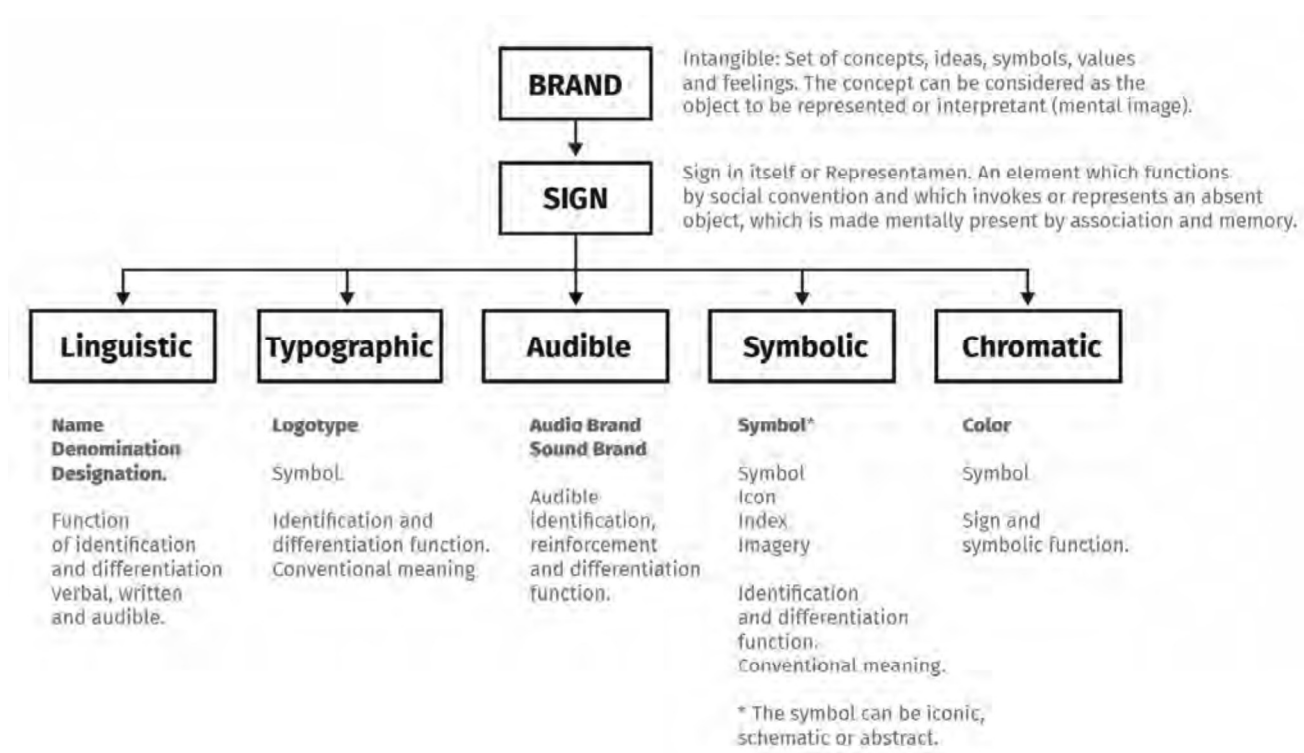 BRAND
Intangible: Set of concepts, ideas, symbols, values
and feelings. The concept can be considered as the
object to be represented or interpretant (mental image).
SIGN
Sign in itself or Representamen. An element which functions
by social convention and which invokes or represents an absent
object, which is made mentally present by association and memory.
Linguistic
Typographic
Audible
Symbolic
Chromatic
Name
Denomination
Designation.
Function
of identification
and differentiation
verbal, written
and audible.
Logotype
Symbol.
Identification and
differentiation function.
Conventional meaning
Audio Brand
Sound Brand
Audible
identification,
reinforcement
and differentiation
function.
Symbol*
Symbol
Icon
Index
Imagery
Identification
and differentiation
function.
Conventional meaning.
* The symbol can be iconic,
schematic or abstract.
Color
Symbol
Sign and
symbolic function.